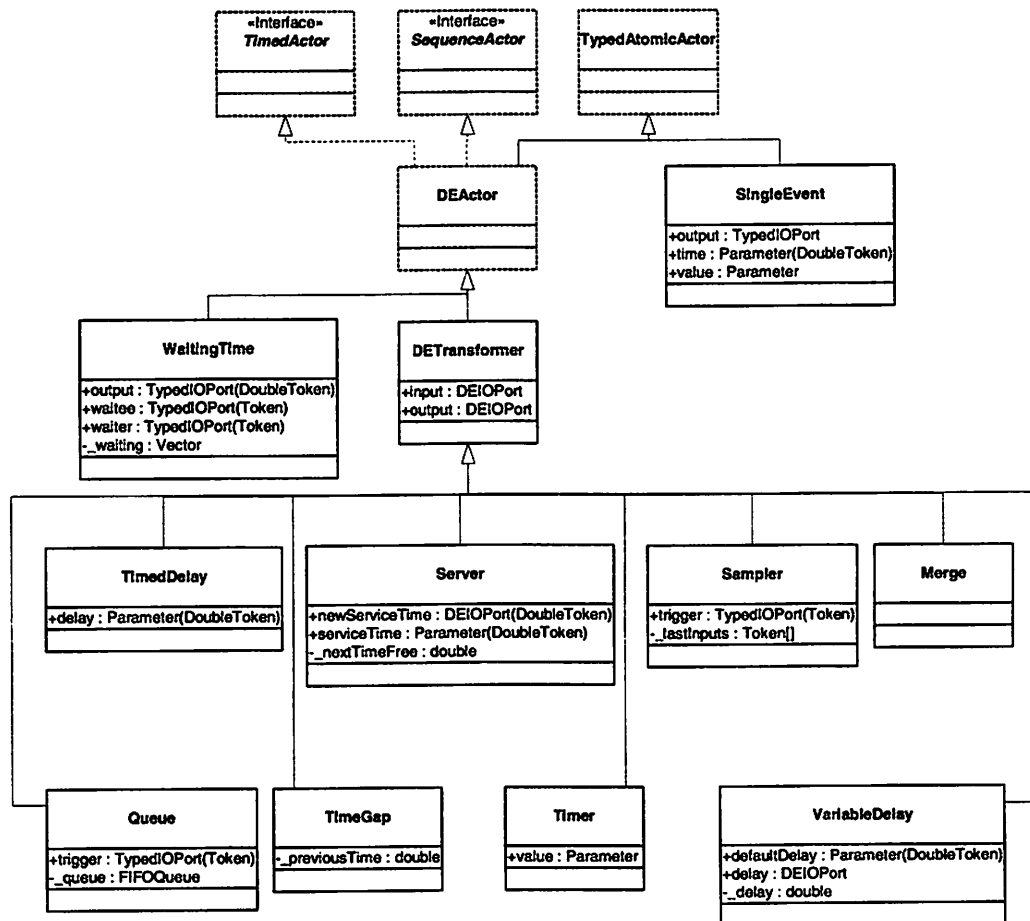 «Interface»
TimedActor
«Interface»
SequenceActor
TypedAtomicActor
DEActor
SingleEvent
+output : TypedIOPort
+time : Parameter(DoubleToken)
+value : Parameter
WaitingTime
+output : TypedIOPort(DoubleToken)
+waitee : TypedIOPort(Token)
+waiter : TypedIOPort(Token)
-_waiting : Vector
DETransformer
+input : DEIOPort
+output : DEIOPort
TimedDelay
+delay : Parameter(DoubleToken)
Server
+newServiceTime : DEIOPort(DoubleToken)
+serviceTime : Parameter(DoubleToken)
-_nextTimeFree : double
Sampler
+trigger : TypedIOPort(Token)
-_lastInputs : Token[]
Merge
Queue
+trigger : TypedIOPort(Token)
-_queue : FIFOQueue
TimeGap
-_previousTime : double
Timer
+value : Parameter
VariableDelay
+defaultDelay : Parameter(DoubleToken)
+delay : DEIOPort
-_delay : double